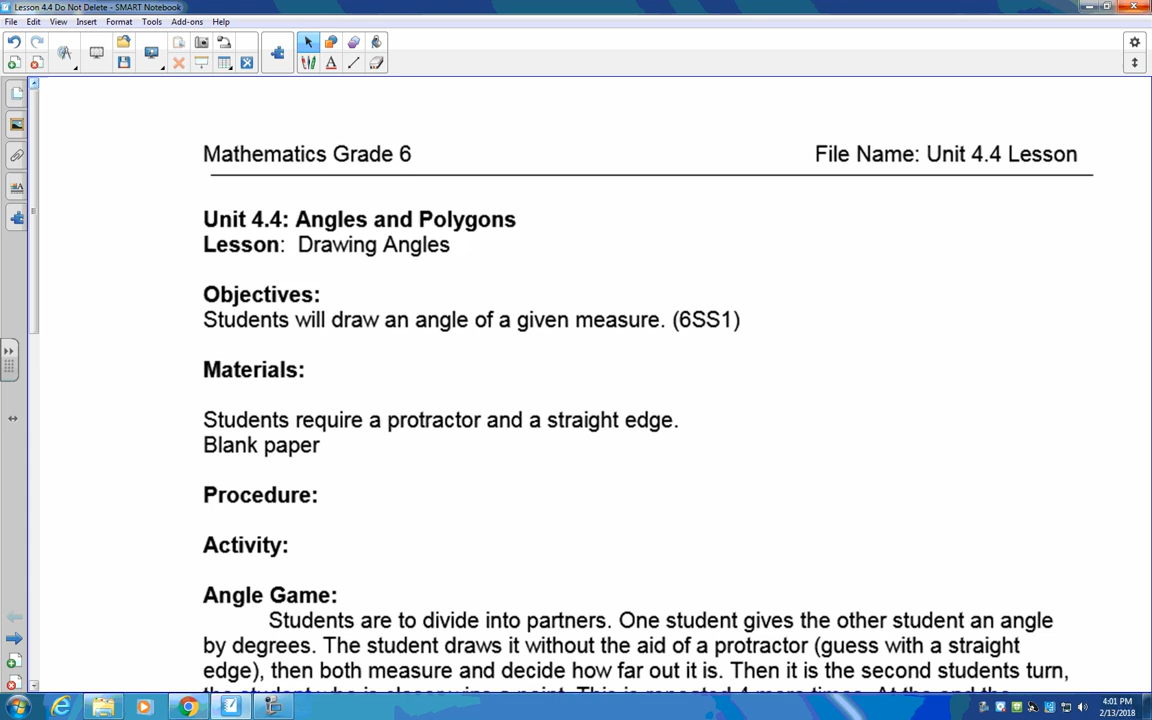 Lesson 4.4 Do Not Delete - SMART Notebook
File Edit View Insert Format Tools Add-ons Help
Mathematics Grade 6 File Name: Unit 4.4 Lesson
Unit 4.4: Angles and Polygons
Lesson: Drawing Angles
Objectives:
Students will draw an angle of a given measure. (6SS1)
Materials:
Students require a protractor and a straight edge.
Blank paper
Procedure:
Activity:
Angle Game:
Students are to divide into partners. One student gives the other student an angle
by degrees. The student draws it without the aid of a protractor (guess with a straight
edge), then both measure and decide how far out it is. Then it is the second students turn,
4:01 PM
2/13/2018